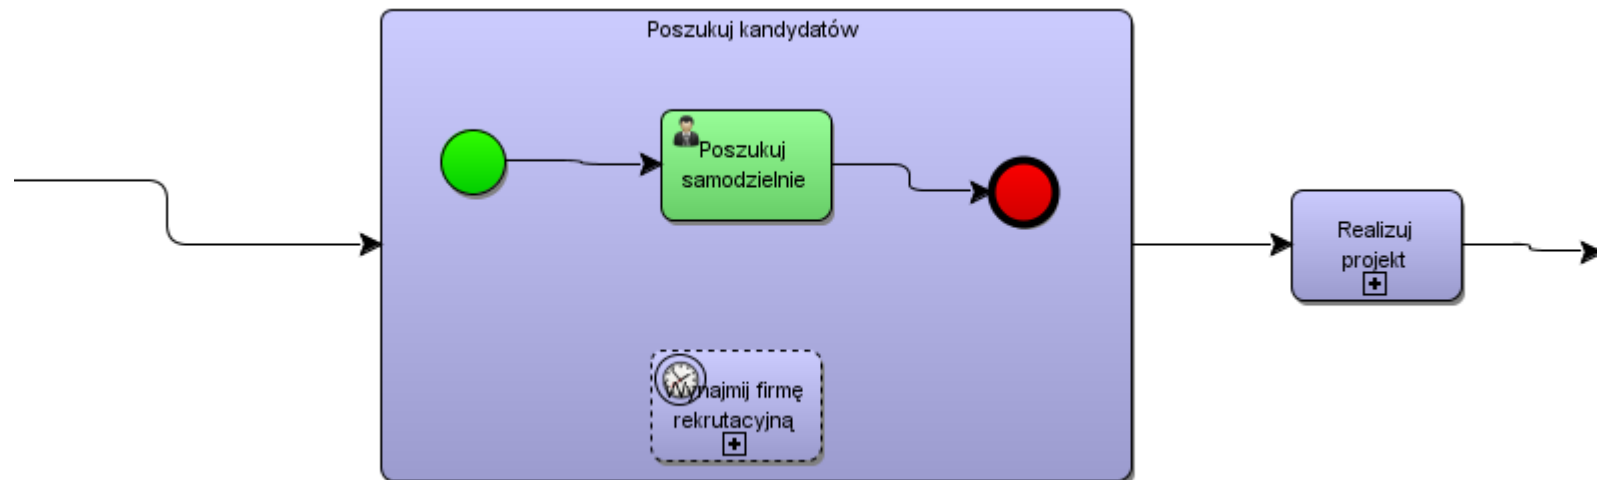 Poszukuj kandydatów
Poszukuj
samodzielnie
Realizuj
projekt
Wynajmij firmę
rekrutacyjną